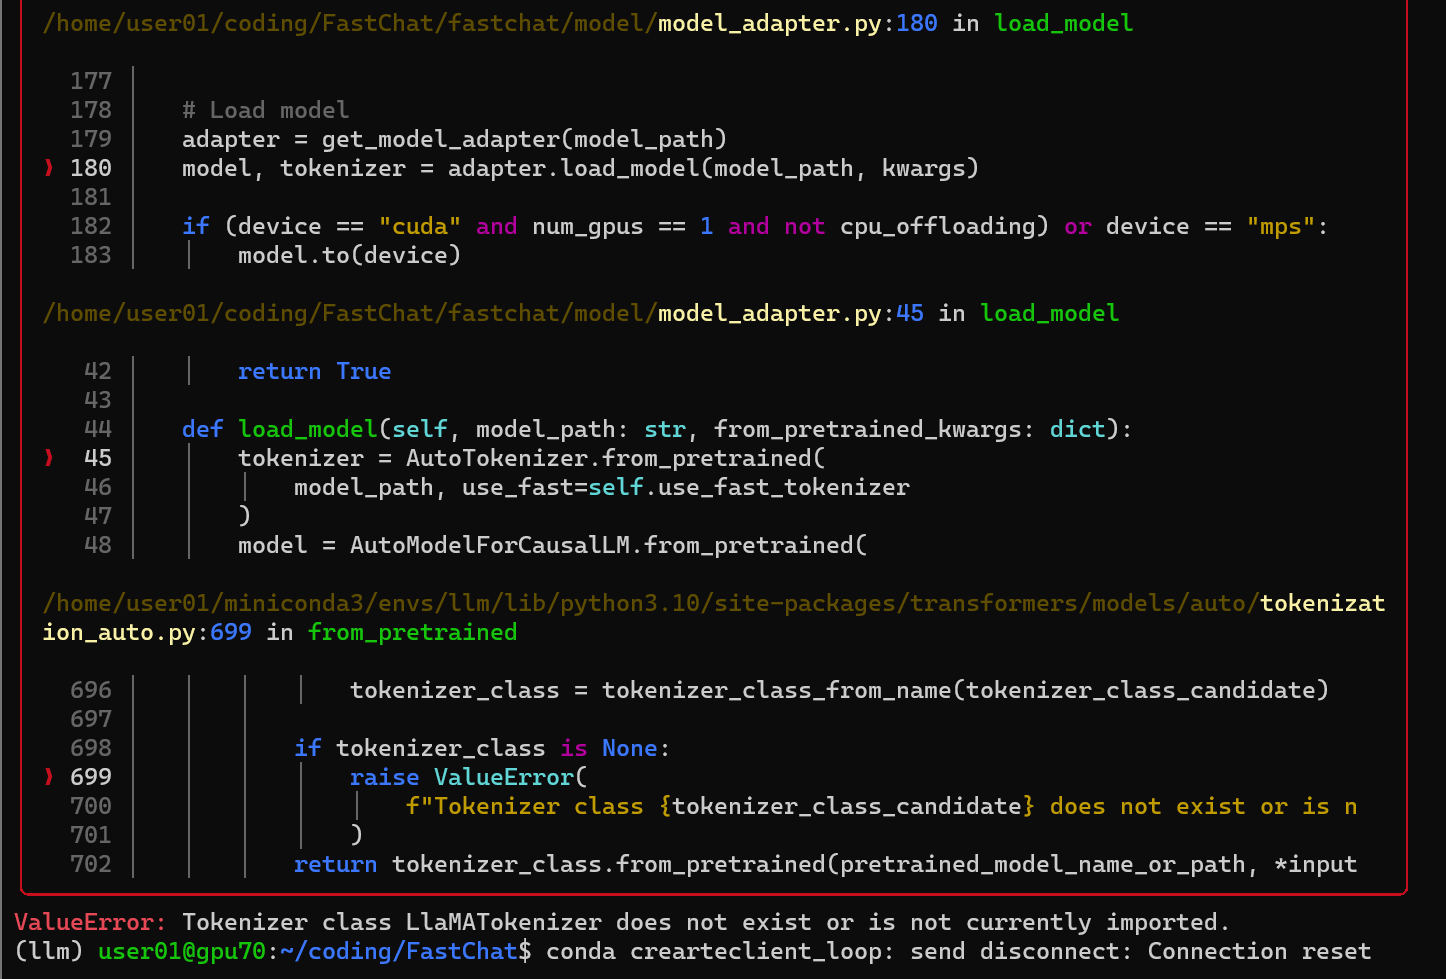 /home/user01/coding/FastChat/fastchat/model/model_adapter.py:180 in load_model
177
178 # Load model
179 adapter = get_model_adapter(model_path)
❱ 180 model, tokenizer = adapter.load_model(model_path, kwargs)
181
182 if (device == "cuda" and num_gpus == 1 and not cpu_offloading) or device == "mps":
183 model.to(device)
/home/user01/coding/FastChat/fastchat/model/model_adapter.py:45 in load_model
42 return True
43
44 def load_model(self, model_path: str, from_pretrained_kwargs: dict):
❱ 45 tokenizer = AutoTokenizer.from_pretrained(
46 model_path, use_fast=self.use_fast_tokenizer
47 )
48 model = AutoModelForCausalLM.from_pretrained(
/home/user01/miniconda3/envs/llm/lib/python3.10/site-packages/transformers/models/auto/tokenizat
ion_auto.py:699 in from_pretrained
696 tokenizer_class = tokenizer_class_from_name(tokenizer_class_candidate)
697
698 if tokenizer_class is None:
❱ 699 raise ValueError(
700 f"Tokenizer class {tokenizer_class_candidate} does not exist or is n
701 )
702 return tokenizer_class.from_pretrained(pretrained_model_name_or_path, *input
ValueError: Tokenizer class LlaMATokenizer does not exist or is not currently imported.
(llm) user01@gpu70:~/coding/FastChat$ conda crearteclient_loop: send disconnect: Connection reset